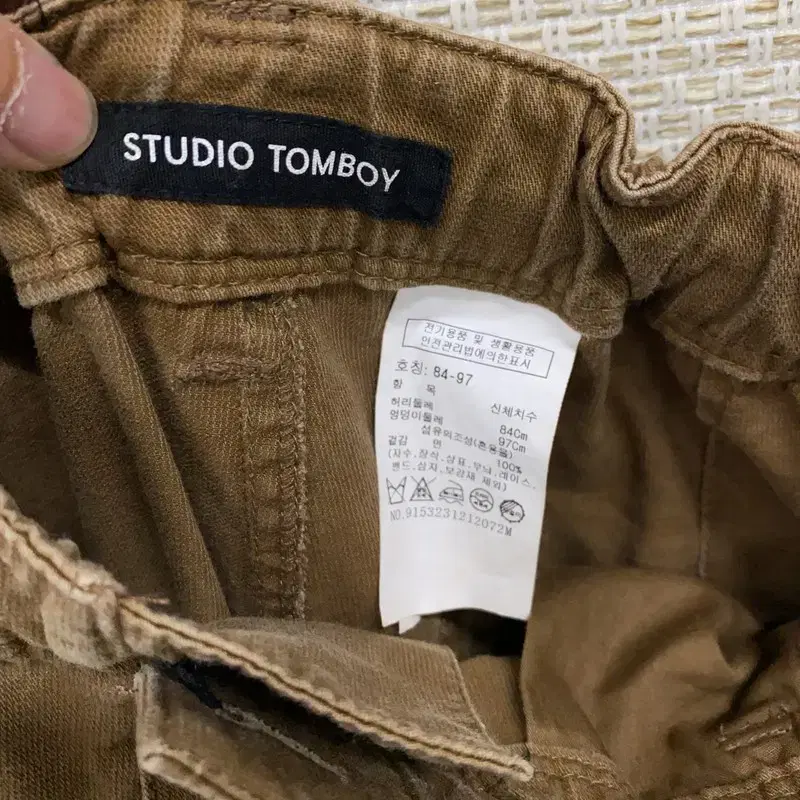 STUDIO TOMBOY
전기용품 및 생활용품
안전관리법에의한표시
호칭: 84-97
항 목 신체치수
허리둘레 84Cm
엉덩이둘레 97Cm
섬유의조성(혼용율)
겉감 면 100%
(자수.장식.상표.무늬.레이스.
밴드.심지.보강재 제외)
NO.9153231212072M